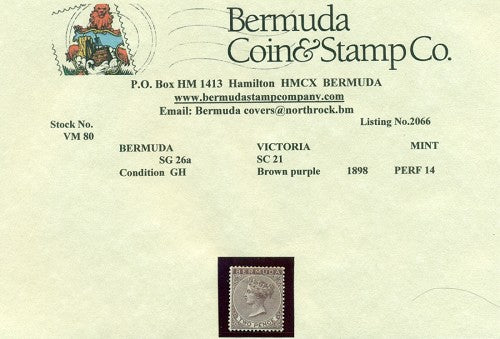 Bermuda
Coin & Stamp Co.
P.O. Box HM 1413 Hamilton HMCX BERMUDA
www.bermudastampcompany.com
Email: Bermuda covers@northrock.bm
Stock No. Listing No.2066
VM 80
BERMUDA VICTORIA MINT
SG 26a SC 21
Condition GH Brown purple 1898 PERF 14
BERMUDA
TWO PENCE